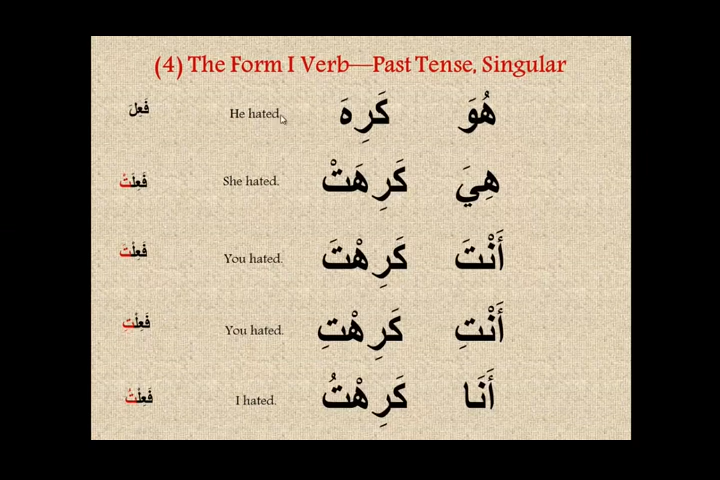 (4) The Form I Verb—Past Tense, Singular
هُوَ كَرِهَ He hated. فَعِلَ
هِيَ كَرِهَتْ She hated. فَعِلْتُ
أَنْتَ كَرِهْتَ You hated. فَعِلْتَ
أَنْتِ كَرِهْتِ You hated. فَعِلْتِ
أَنَا كَرِهْتُ I hated. فَعِلْتُ